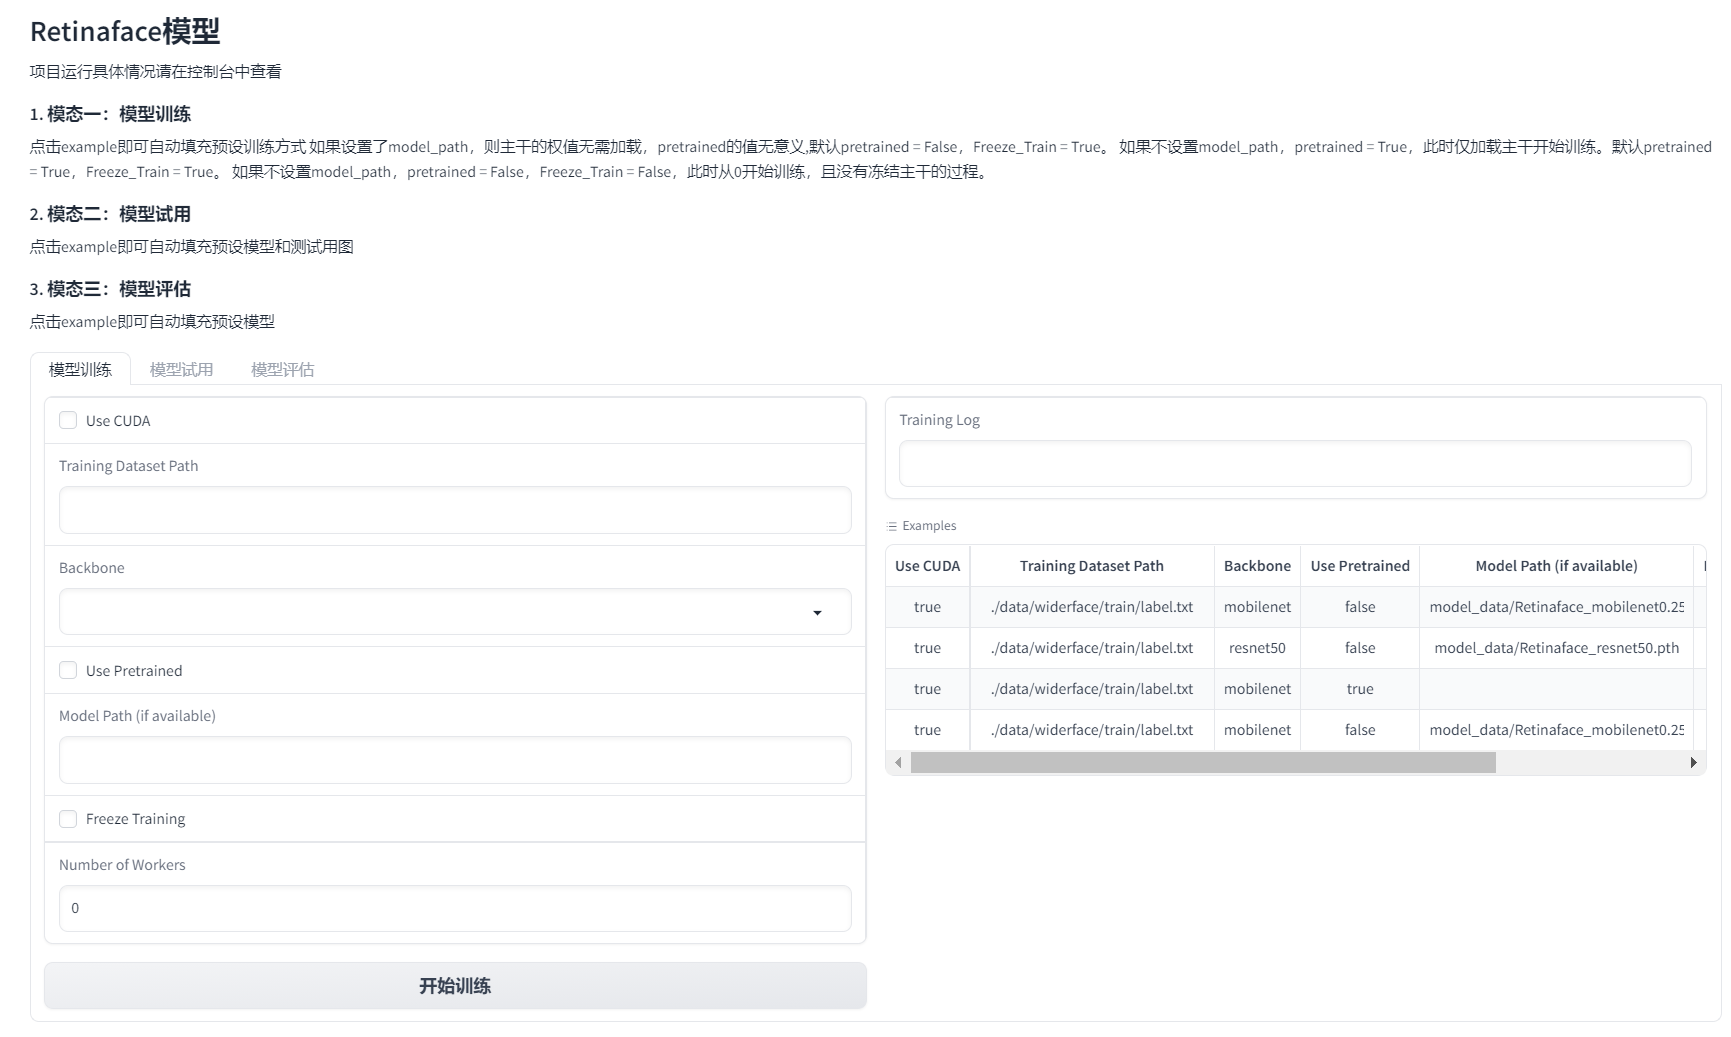 Retinaface模型
项目运行具体情况请在控制台中查看
1. 模态一：模型训练
点击example即可自动填充预设训练方式 如果设置了model_path，则主干的权值无需加载，pretrained的值无意义,默认pretrained = False，Freeze_Train = True。 如果不设置model_path，pretrained = True，此时仅加载主干开始训练。默认pretrained
= True，Freeze_Train = True。 如果不设置model_path，pretrained = False，Freeze_Train = False，此时从0开始训练，且没有冻结主干的过程。
2. 模态二：模型试用
点击example即可自动填充预设模型和测试用图
3. 模态三：模型评估
点击example即可自动填充预设模型
模型训练 模型试用 模型评估
Use CUDA
Training Dataset Path
Backbone
Use Pretrained
Model Path (if available)
Freeze Training
Number of Workers
0
开始训练
Training Log
Examples
Use CUDA Training Dataset Path Backbone Use Pretrained Model Path (if available)
true ./data/widerface/train/label.txt mobilenet false model_data/Retinaface_mobilenet0.25
true ./data/widerface/train/label.txt resnet50 false model_data/Retinaface_resnet50.pth
true ./data/widerface/train/label.txt mobilenet true
true ./data/widerface/train/label.txt mobilenet false model_data/Retinaface_mobilenet0.25